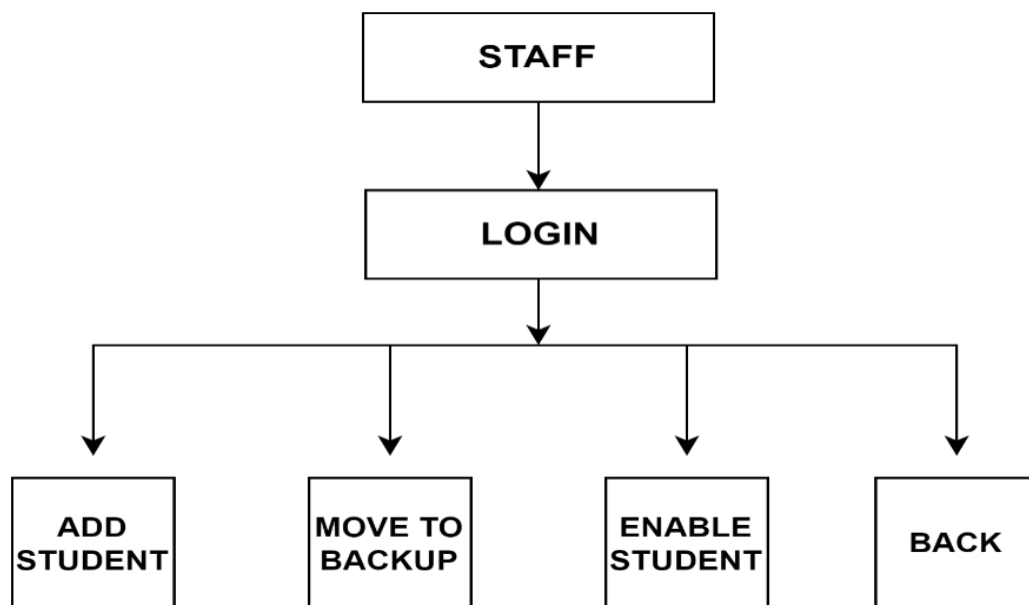 STAFF
LOGIN
ADD
STUDENT
MOVE TO
BACKUP
ENABLE
STUDENT
BACK